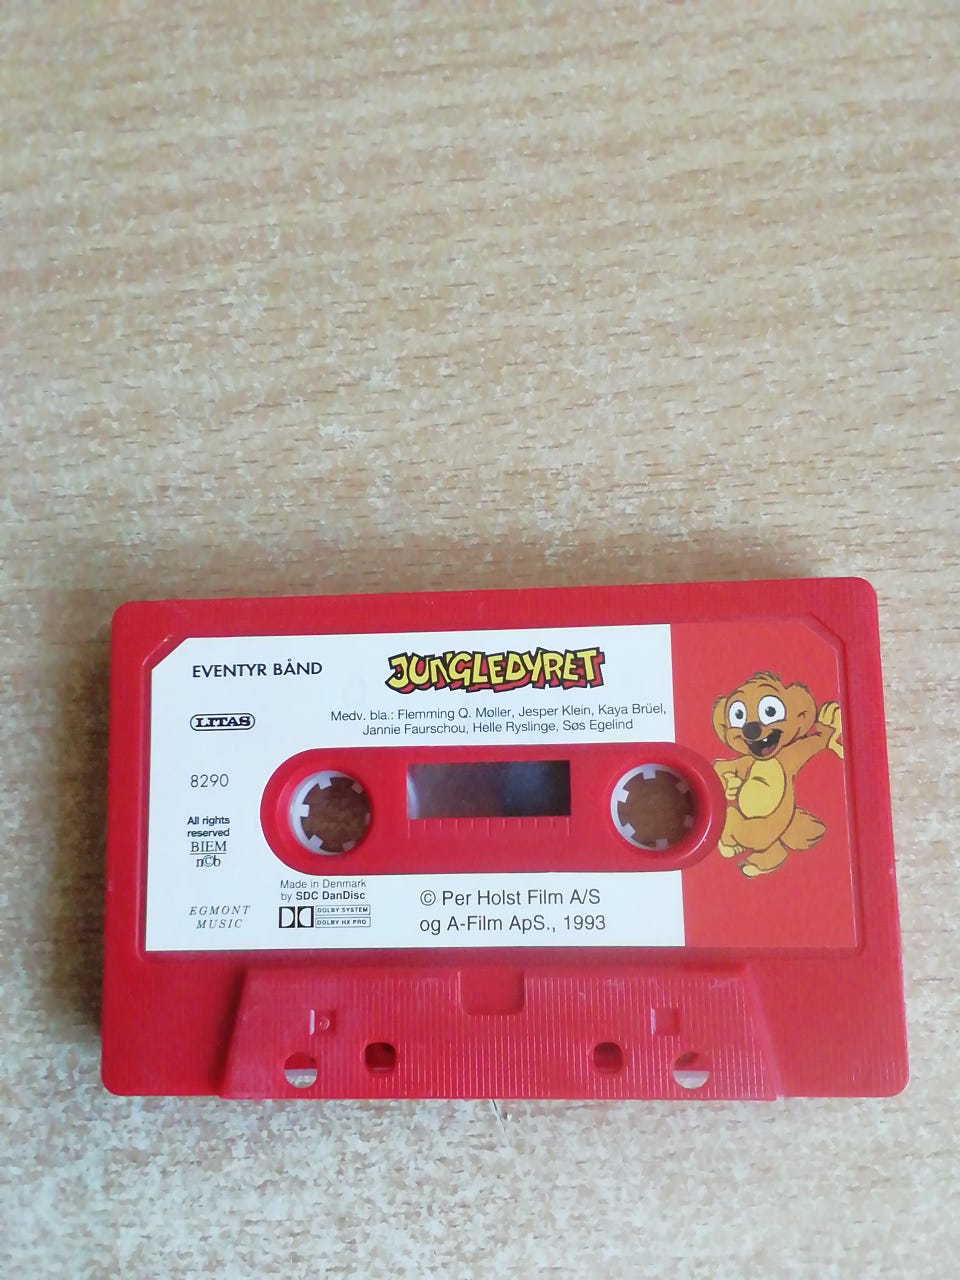 EVENTYR BÅND
JUNGLEDYRET
LITAS
Medv. bla.: Flemming Q. Møller, Jesper Klein, Kaya Brüel,
Jannie Faurschou, Helle Ryslinge, Søs Egelind
8290
All rights
reserved
BIEM
n©b
EGMONT
MUSIC
Made in Denmark
by SDC DanDisc
DOLBY SYSTEM
DOLBY HX PRO
© Per Holst Film A/S
og A-Film ApS., 1993